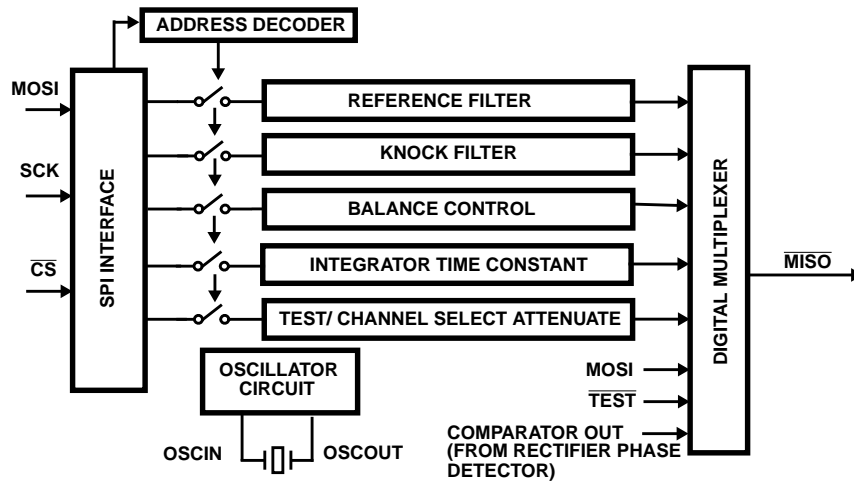 ADDRESS DECODER
MOSI
SCK
CS
SPI INTERFACE
REFERENCE FILTER
KNOCK FILTER
BALANCE CONTROL
INTEGRATOR TIME CONSTANT
TEST/ CHANNEL SELECT ATTENUATE
OSCILLATOR
CIRCUIT
OSCIN
OSCOUT
MOSI
TEST
COMPARATOR OUT
(FROM RECTIFIER PHASE
DETECTOR)
DIGITAL MULTIPLEXER
MISO